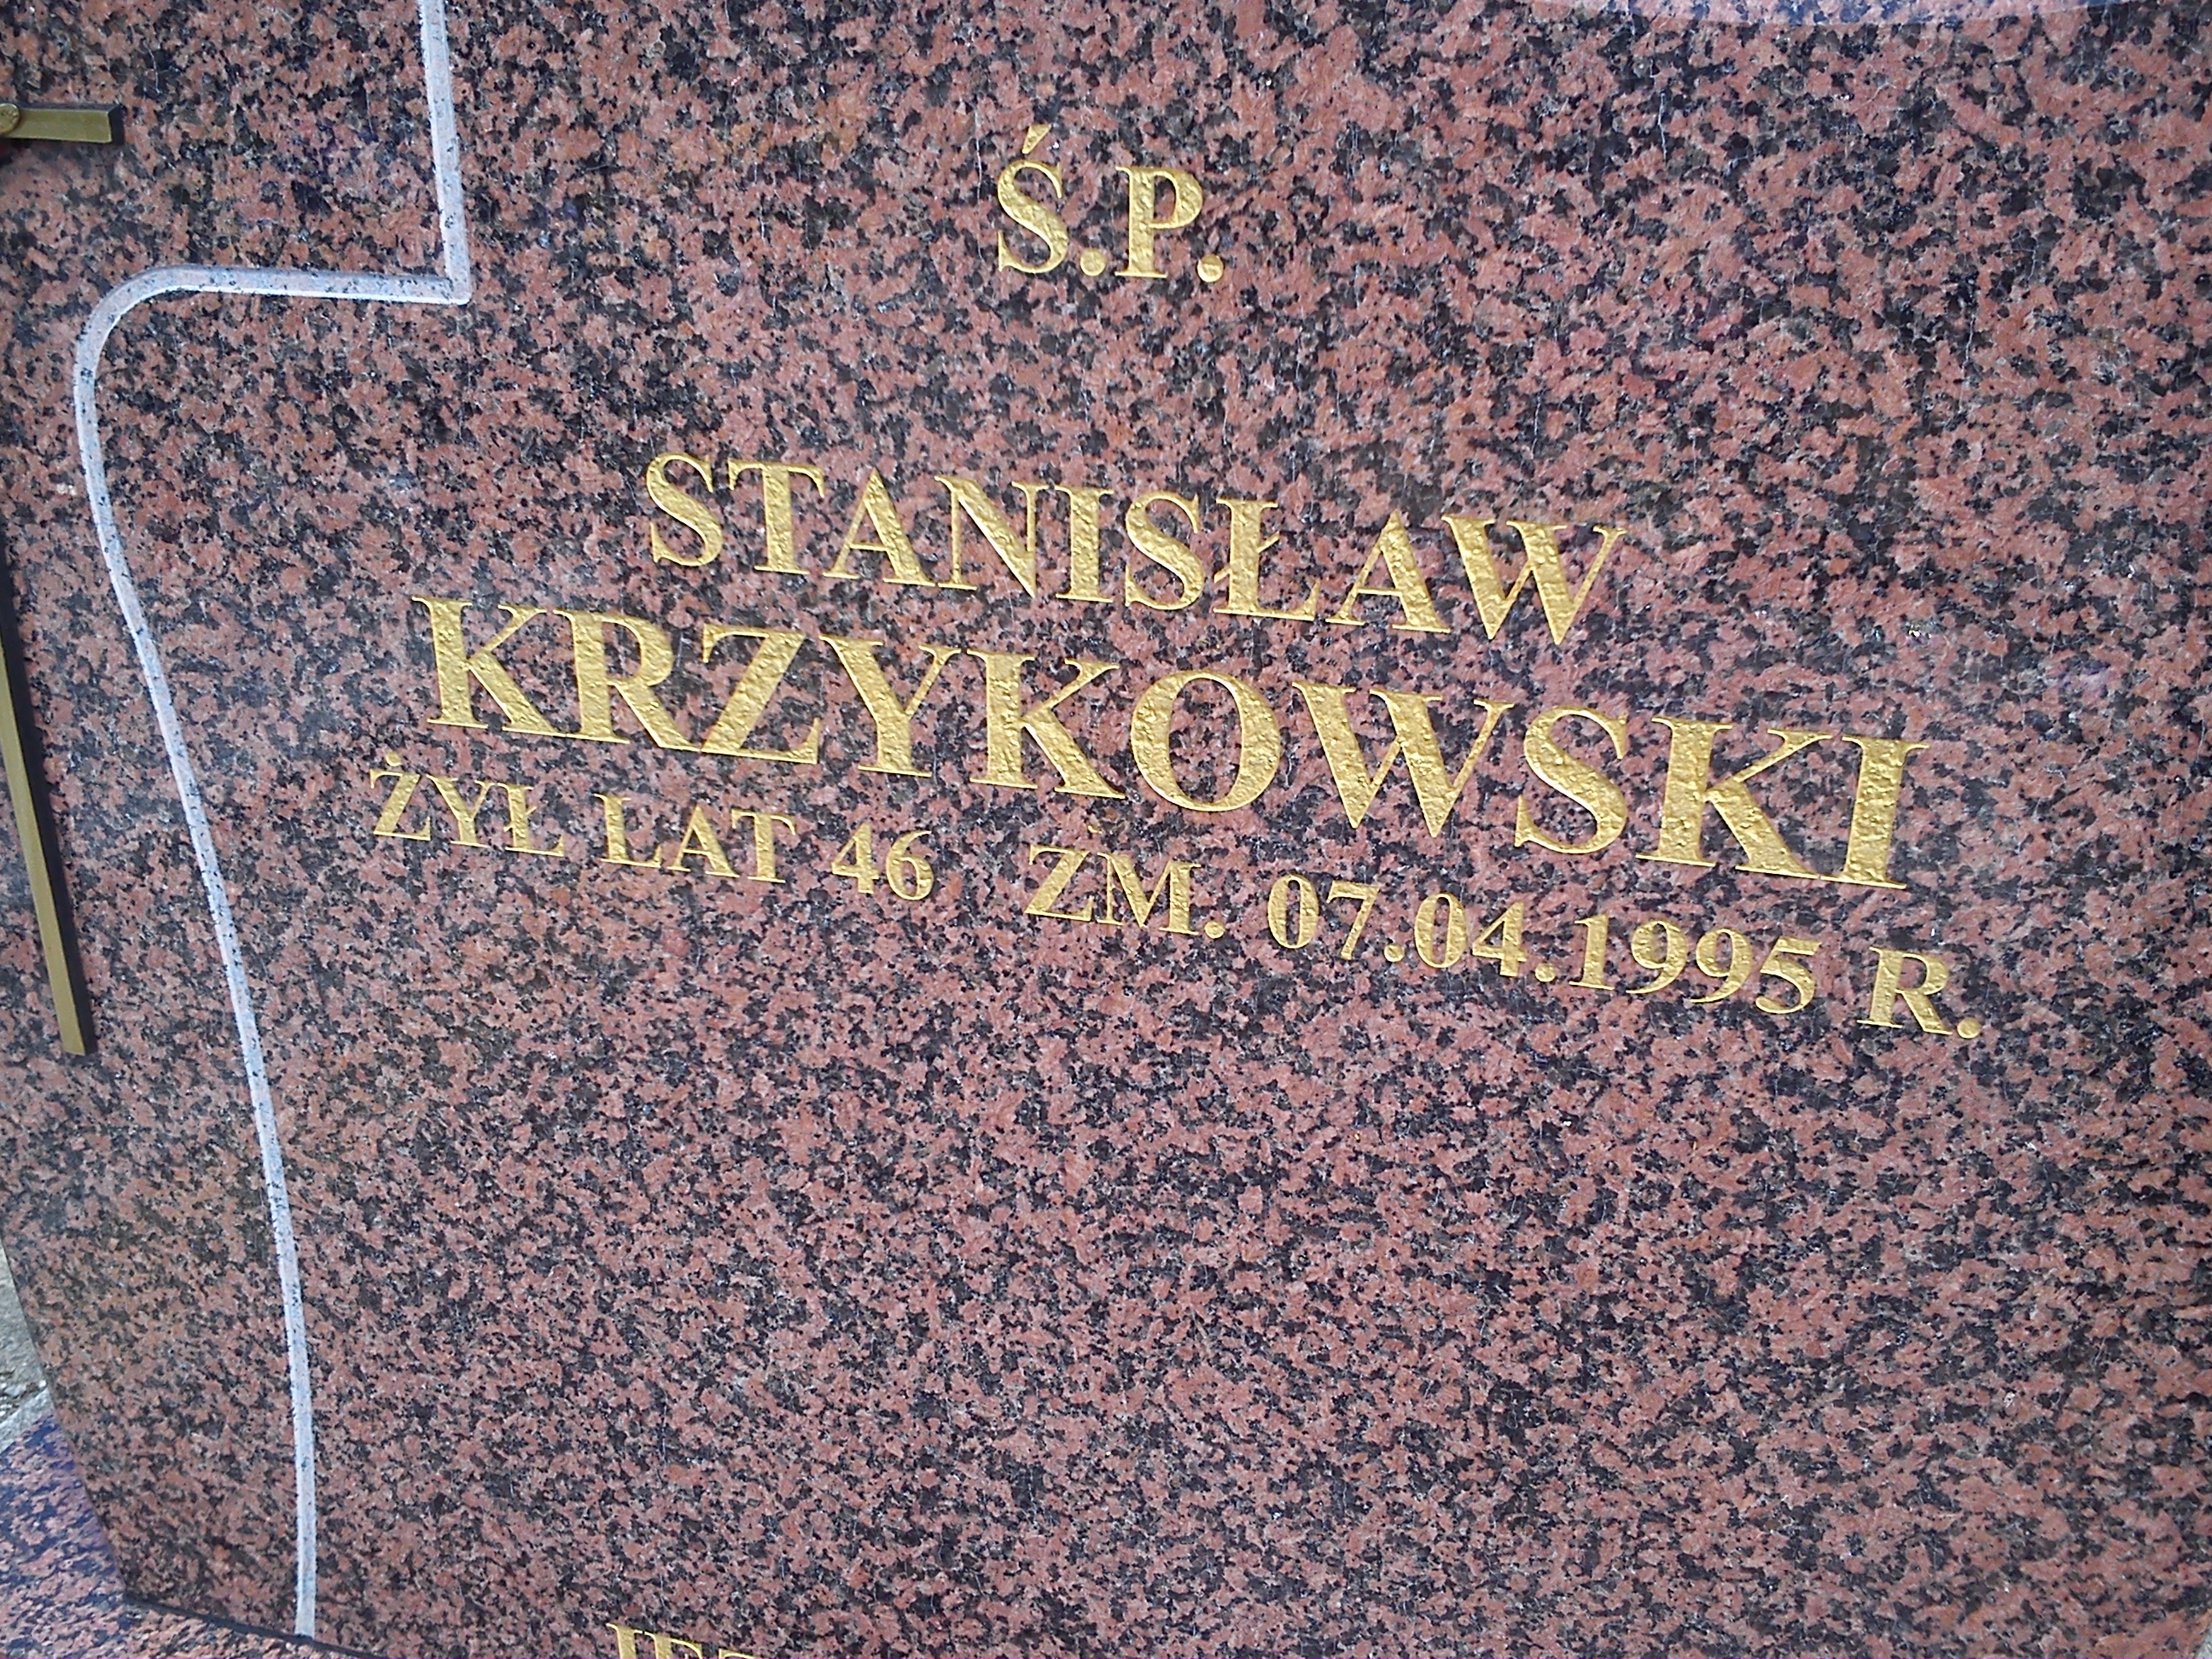 Ś.P.
STANISŁAW
KRZYKOWSKI
ŻYŁ LAT 46 ZM. 07.04.1995 R.